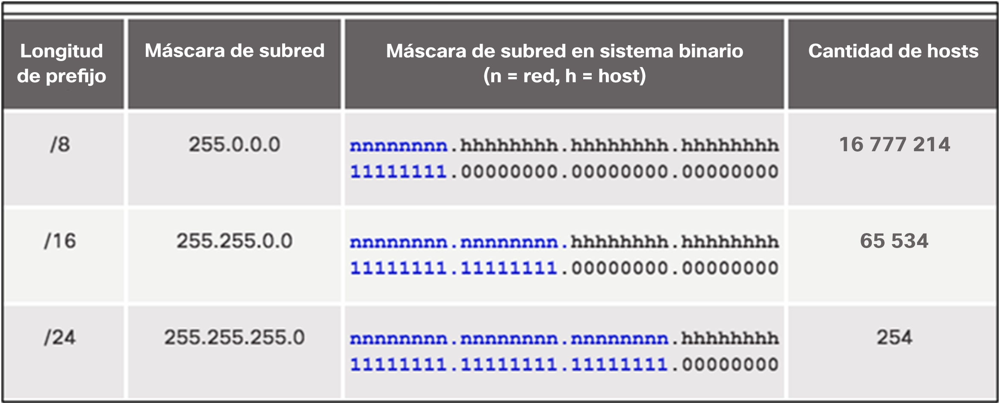 Longitud
de prefijo
Máscara de subred
Máscara de subred en sistema binario
(n = red, h = host)
Cantidad de hosts
/8
255.0.0.0
nnnnnnnn.hhhhhhhh.hhhhhhhh.hhhhhhhh
11111111.00000000.00000000.00000000
16 777 214
/16
255.255.0.0
nnnnnnnn.nnnnnnnn.hhhhhhhh.hhhhhhhh
11111111.11111111.00000000.00000000
65 534
/24
255.255.255.0
nnnnnnnn.nnnnnnnn.nnnnnnnn.hhhhhhhh
11111111.11111111.11111111.00000000
254